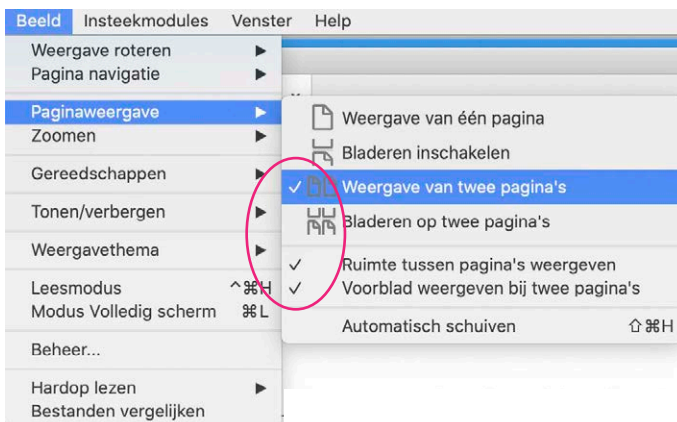 Beeld Insteekmodules Venster Help
Weergave roteren
Pagina navigatie
Paginaweergave
Zoomen
Gereedschappen
Tonen/verbergen
Weergavethema
Leesmodus ^⌘H
Modus Volledig scherm ⌘L
Beheer...
Hardop lezen
Bestanden vergelijken
Weergave van één pagina
Bladeren inschakelen
Weergave van twee pagina's
Bladeren op twee pagina's
Ruimte tussen pagina's weergeven
Voorblad weergeven bij twee pagina's
Automatisch schuiven ⇧⌘H